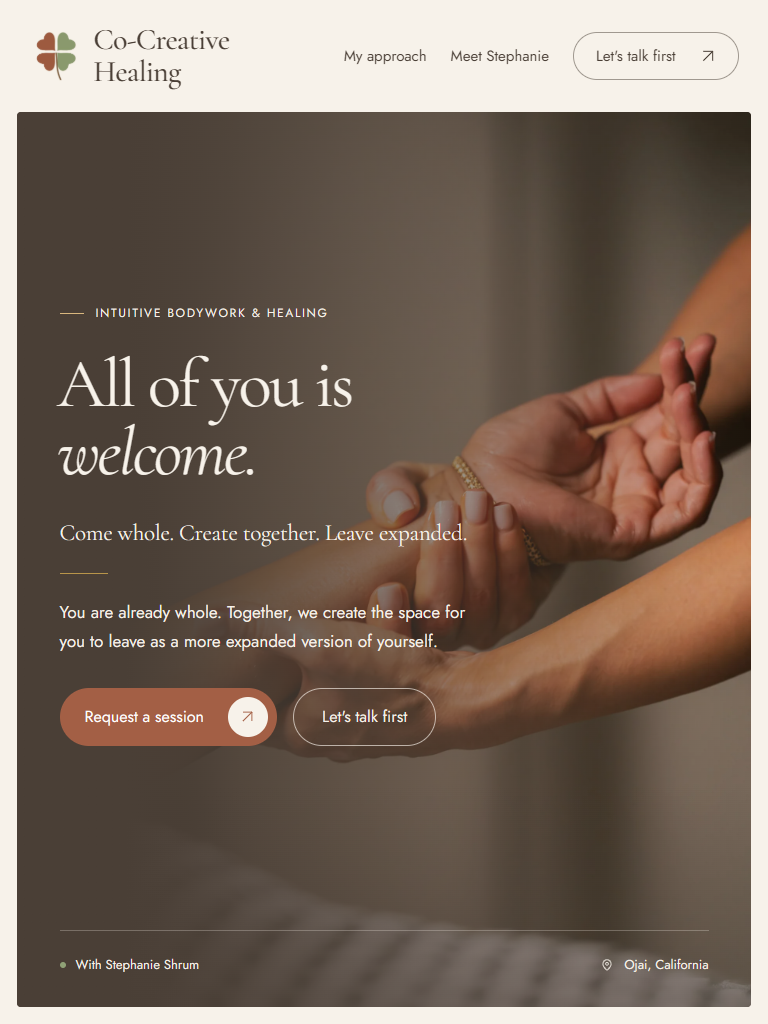 Co-Creative
Healing
My approach
Meet Stephanie
Let's talk first
INTUITIVE BODYWORK & HEALING
All of you is
welcome.
Come whole. Create together. Leave expanded.
You are already whole. Together, we create the space for
you to leave as a more expanded version of yourself.
Request a session
Let's talk first
With Stephanie Shrum
Ojai, California